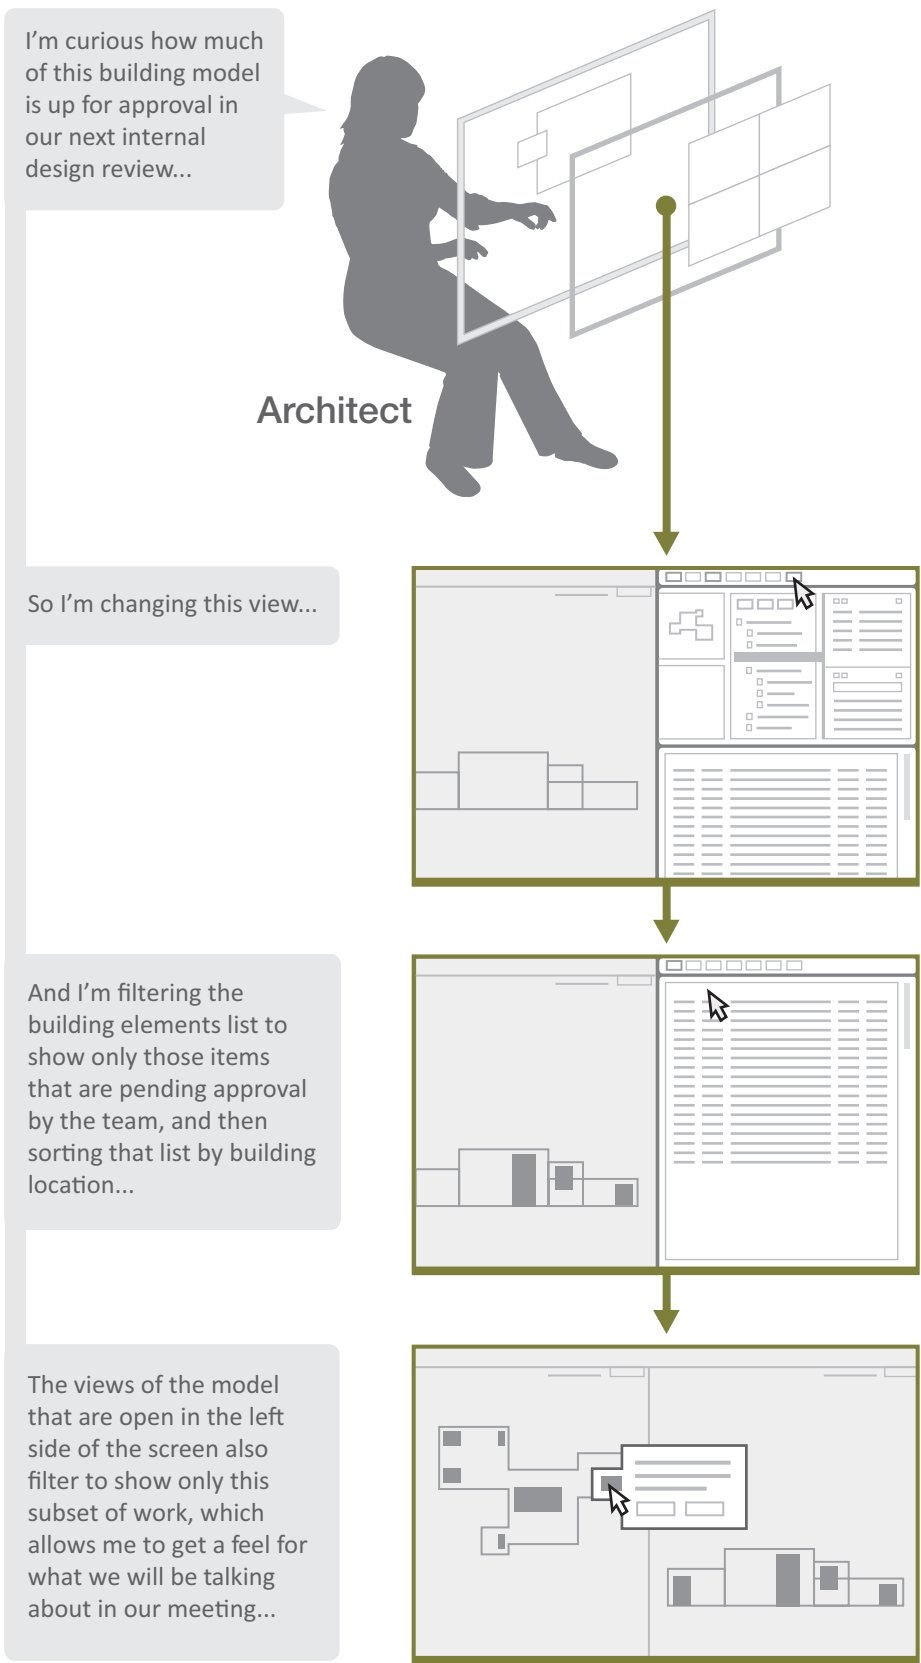 I’m curious how much
of this building model
is up for approval in
our next internal
design review...
Architect
So I’m changing this view...
And I’m filtering the
building elements list to
show only those items
that are pending approval
by the team, and then
sorting that list by building
location...
The views of the model
that are open in the left
side of the screen also
filter to show only this
subset of work, which
allows me to get a feel for
what we will be talking
about in our meeting...